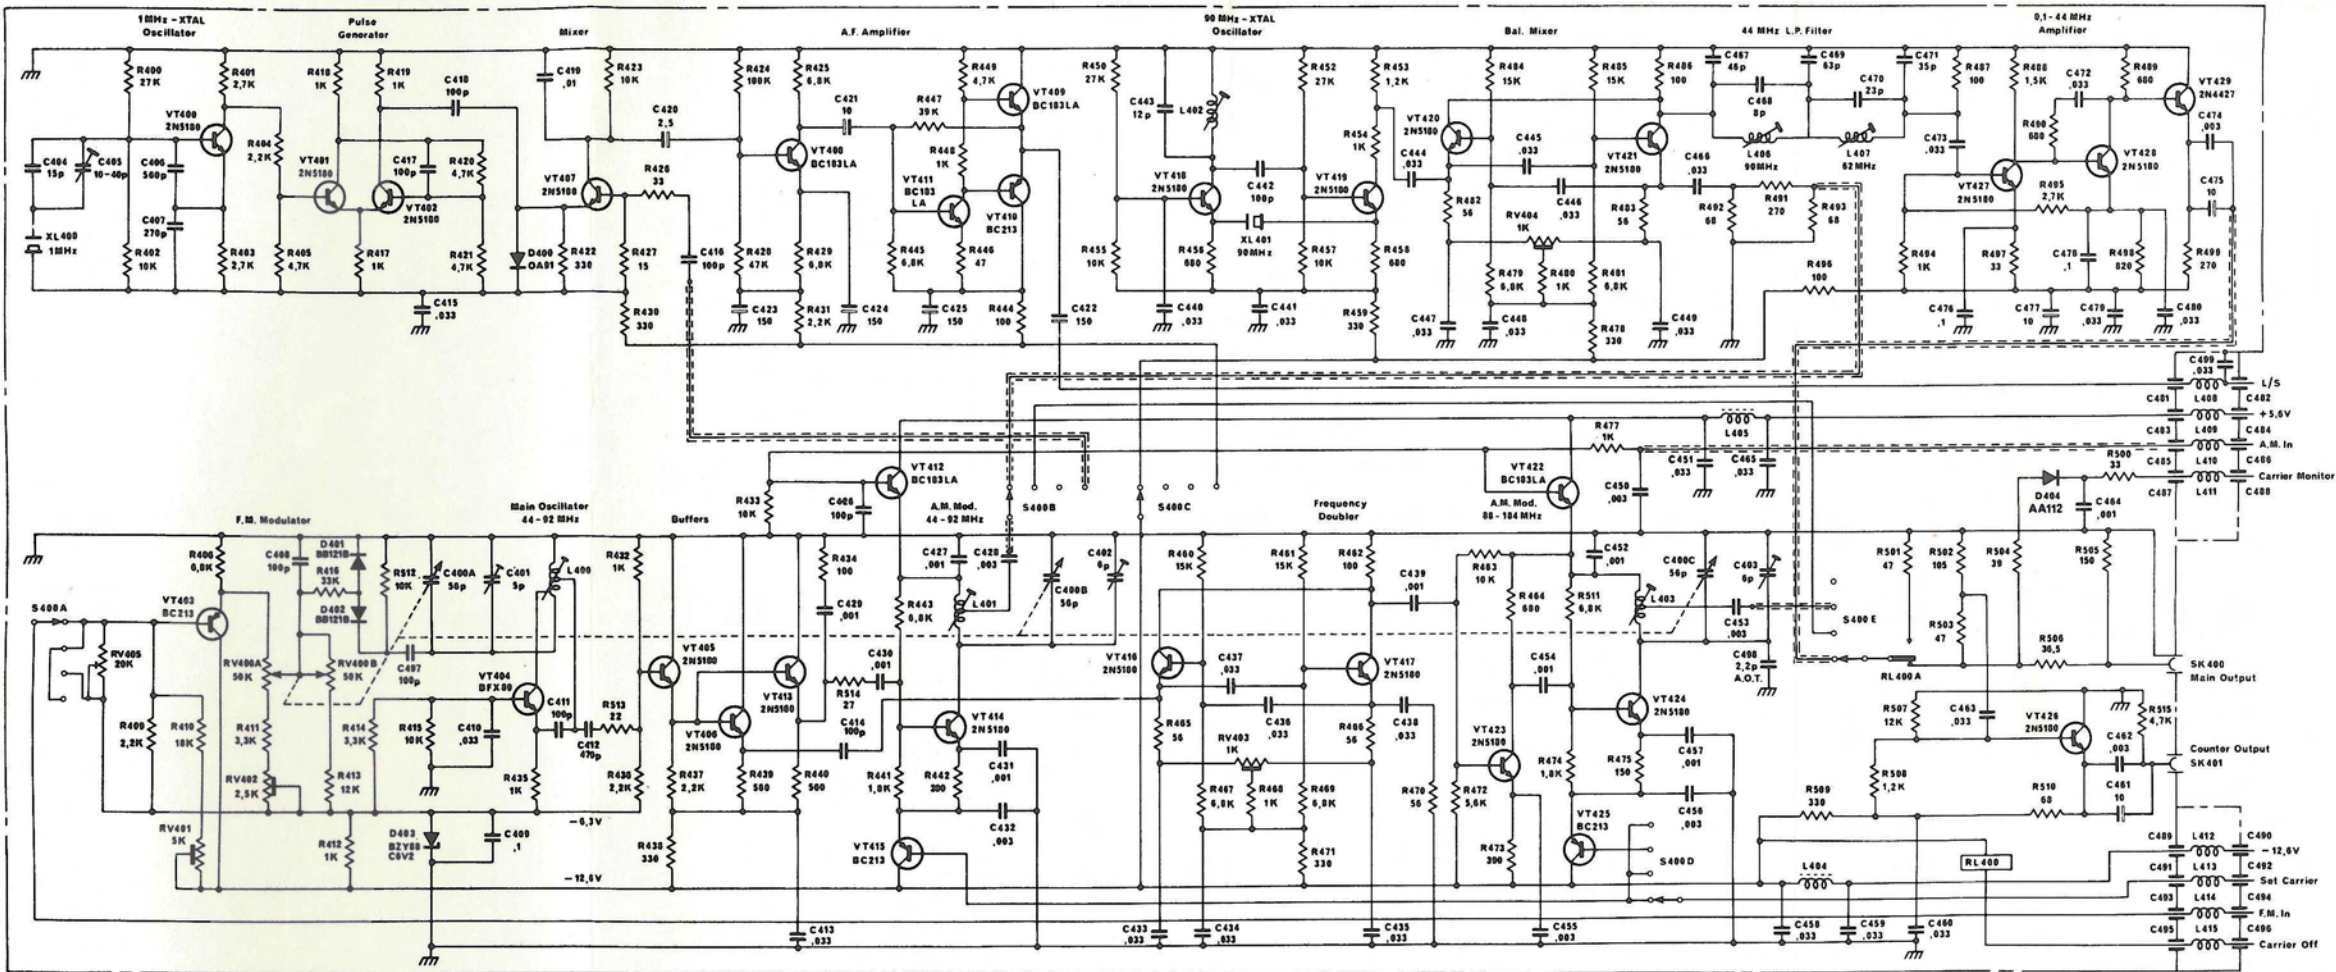 1MHz – XTAL
Oscillator
Pulse
Generator
Mixer
A.F. Amplifier
90 MHz – XTAL
Oscillator
Bal. Mixer
44 MHz L.P. Filter
0,1 – 44 MHz
Amplifier
R400
27K
R401
2,7K
R418
1K
R419
1K
C418
100p
C419
,01
R423
10K
C420
2,5
R424
100K
R425
6,8K
C421
10
R447
39K
R449
4,7K
VT409
BC183LA
R450
27K
C443
12p
L402
R452
27K
R453
1,2K
R454
1K
R484
15K
R485
15K
R486
100
C467
46p
C468
8p
C469
63p
C470
23p
C471
35p
R487
100
R488
1,5K
C472
,033
R489
680
VT429
2N4427
C404
15p
C405
10–40p
C406
560p
VT400
2N5180
R404
2,2K
VT401
2N5180
C417
100p
R420
4,7K
VT402
2N5180
VT407
2N5180
R426
33
VT408
BC183LA
R448
1K
VT411
BC183
LA
VT410
BC213
VT418
2N5180
C442
100p
VT419
2N5180
C444
,033
VT420
2N5180
C445
,033
VT421
2N5180
C446
,033
C466
,033
L406
90MHz
L407
62MHz
R491
270
R492
68
R493
68
C473
,033
R490
680
VT427
2N5180
VT428
2N5180
R495
2,7K
C474
,003
C475
10
XL400
1MHz
C407
270p
R402
10K
R403
2,7K
R405
4,7K
R417
1K
R421
4,7K
D400
OA91
R422
330
R427
15
C416
100p
R428
47K
R429
6,8K
R445
6,8K
R446
47
R455
10K
R456
680
XL401
90MHz
R457
10K
R458
680
R482
56
RV404
1K
R483
56
R479
6,8K
R480
1K
R481
6,8K
R496
100
R494
1K
R497
33
C478
,1
R498
820
R499
270
C415
,033
R430
330
C423
150
R431
2,2K
C424
150
C425
150
R444
100
C422
150
C440
,033
C441
,033
R459
330
C447
,033
C448
,033
R478
330
C449
,033
C476
,1
C477
10
C479
,033
C480
,033
C499
,033
L/S
C481
L408
C482
+5,6V
C483
L409
C484
A.M. In
C485
L410
C486
Carrier Monitor
C487
L411
C488
R500
33
D404
AA112
C464
,001
L405
R477
1K
C451
,033
C465
,033
C450
,003
VT422
BC183LA
A.M. Mod.
88 – 184 MHz
VT412
BC183LA
R433
10K
C426
100p
A.M. Mod.
44 – 92 MHz
S400B
S400C
Frequency
Doubler
F.M. Modulator
Main Oscillator
44 – 92 MHz
Buffers
S400A
RV405
20K
VT403
BC213
R406
6,8K
C408
100p
D401
BB121B
R416
33K
D402
BB121B
R512
10K
C400A
56p
C401
5p
L400
R432
1K
C497
100p
RV400A
50K
RV400B
50K
VT404
BFX89
C411
100p
C412
470p
R513
22
VT405
2N5180
VT406
2N5180
VT413
2N5180
R434
100
C429
,001
C430
,001
R514
27
C414
100p
R443
6,8K
C427
,001
C428
,003
L401
C400B
56p
C402
6p
VT414
2N5180
C431
,001
R409
2,2K
R410
18K
R411
3,3K
RV402
2,5K
R414
3,3K
R413
12K
R415
10K
C410
,033
R435
1K
R436
2,2K
R437
2,2K
R439
560
R440
560
R441
1,8K
R442
390
C432
,003
RV401
5K
R412
1K
D403
BZY88
C6V2
C409
,1
–6,3V
–12,6V
R438
330
VT415
BC213
C413
,033
R460
15K
R461
15K
R462
100
C439
,001
R463
10K
R464
680
R511
6,8K
C452
,001
C400C
56p
C403
6p
L403
C453
,003
C498
2,2p
A.O.T.
VT416
2N5180
C437
,033
VT417
2N5180
C436
,033
C438
,033
C454
,001
VT424
2N5180
C457
,001
R465
56
RV403
1K
R466
56
R467
6,8K
R468
1K
R469
6,8K
R470
56
R472
5,6K
VT423
2N5180
R474
1,8K
R475
150
C456
,003
R471
330
R473
390
VT425
BC213
S400D
C433
,033
C434
,033
C435
,033
C455
,003
R501
47
R502
105
R503
47
R504
39
R505
150
S400E
RL400A
R506
36,5
SK400
Main Output
R507
12K
C463
,033
VT426
2N5180
R515
4,7K
C462
,003
Counter Output
SK401
R508
1,2K
R509
330
R510
68
C461
10
RL400
L404
C458
,033
C459
,033
C460
,033
C489
L412
C490
–12,6V
C491
L413
C492
Set Carrier
C493
L414
C494
F.M. In
C495
L415
C496
Carrier Off